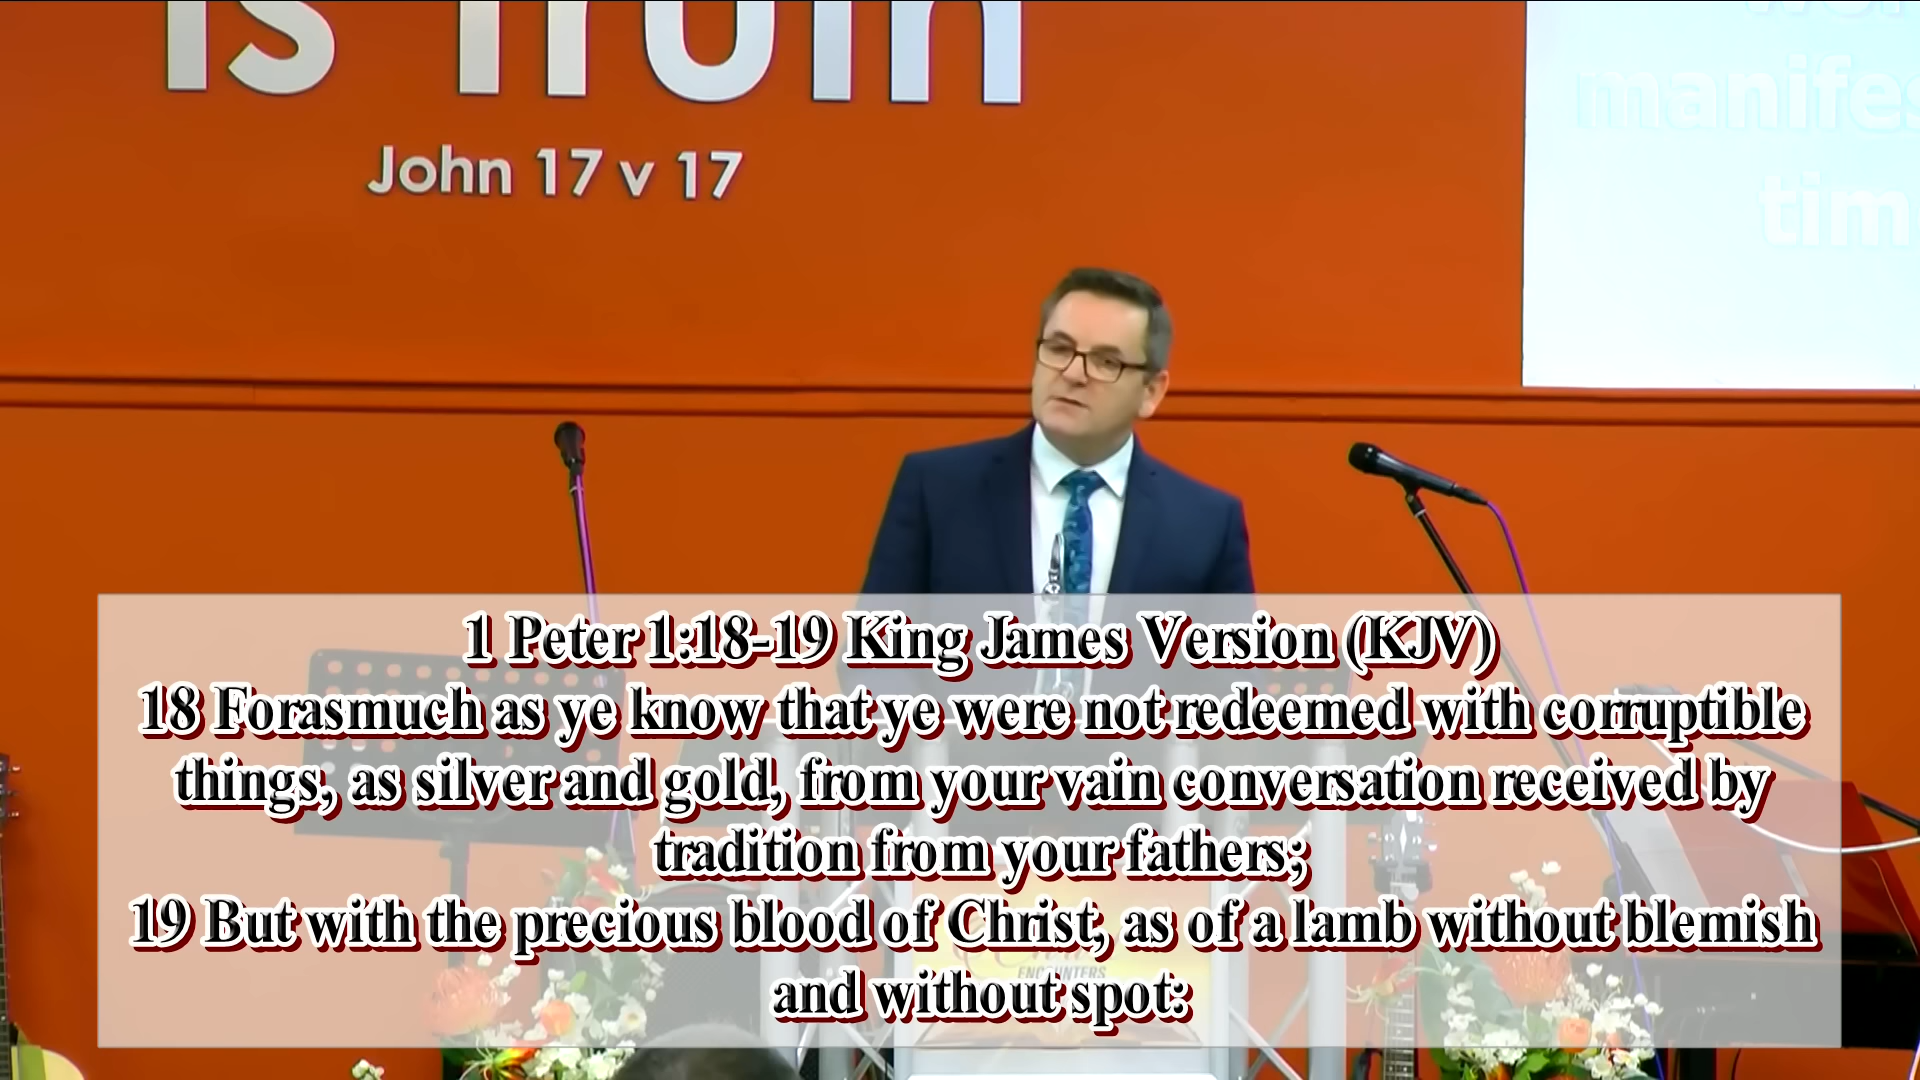 is Truth
John 17 v 17
manifes
tim
1 Peter 1:18-19 King James Version (KJV)
18 Forasmuch as ye know that ye were not redeemed with corruptible
things, as silver and gold, from your vain conversation received by
tradition from your fathers;
19 But with the precious blood of Christ, as of a lamb without blemish
and without spot:
ENCOUNTERS